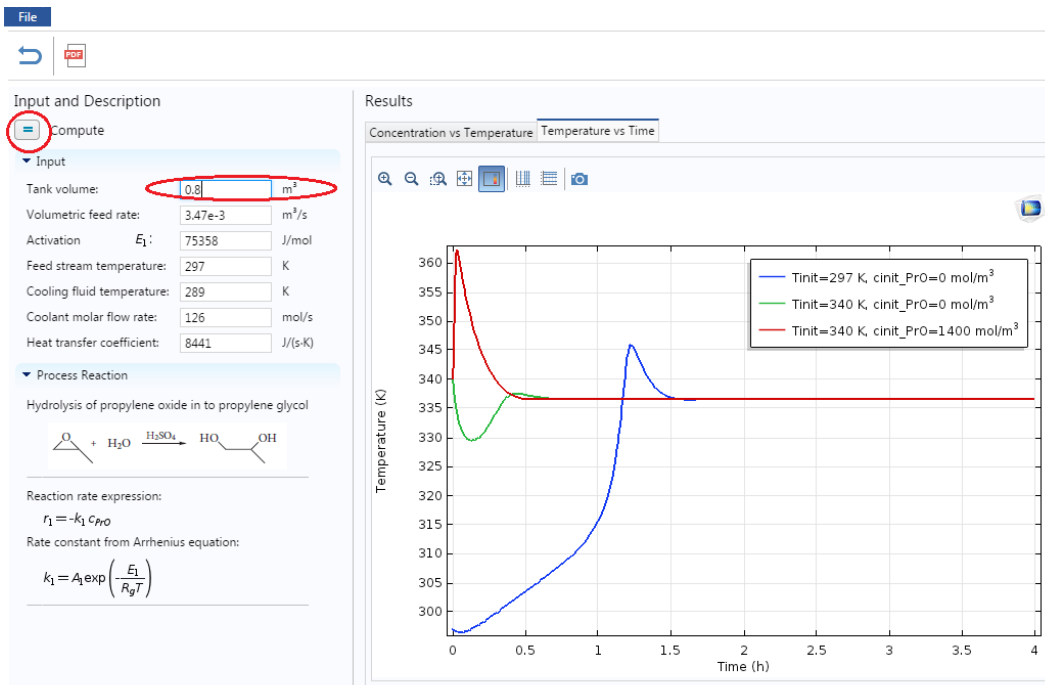 File
PDF
Input and Description
= Compute
Input
Tank volume: 0.8 m³
Volumetric feed rate: 3.47e-3 m³/s
Activation E₁: 75358 J/mol
Feed stream temperature: 297 K
Cooling fluid temperature: 289 K
Coolant molar flow rate: 126 mol/s
Heat transfer coefficient: 8441 J/(s·K)
Process Reaction
Hydrolysis of propylene oxide in to propylene glycol
O + H₂O H₂SO₄ HO OH
Reaction rate expression:
r₁=-k₁ c_PrO
Rate constant from Arrhenius equation:
k₁=A₁exp(-E₁/(R_gT))
Results
Concentration vs Temperature Temperature vs Time
Tinit=297 K, cinit_PrO=0 mol/m³
Tinit=340 K, cinit_PrO=0 mol/m³
Tinit=340 K, cinit_PrO=1400 mol/m³
Temperature (K)
360
355
350
345
340
335
330
325
320
315
310
305
300
0 0.5 1 1.5 2 2.5 3 3.5 4
Time (h)